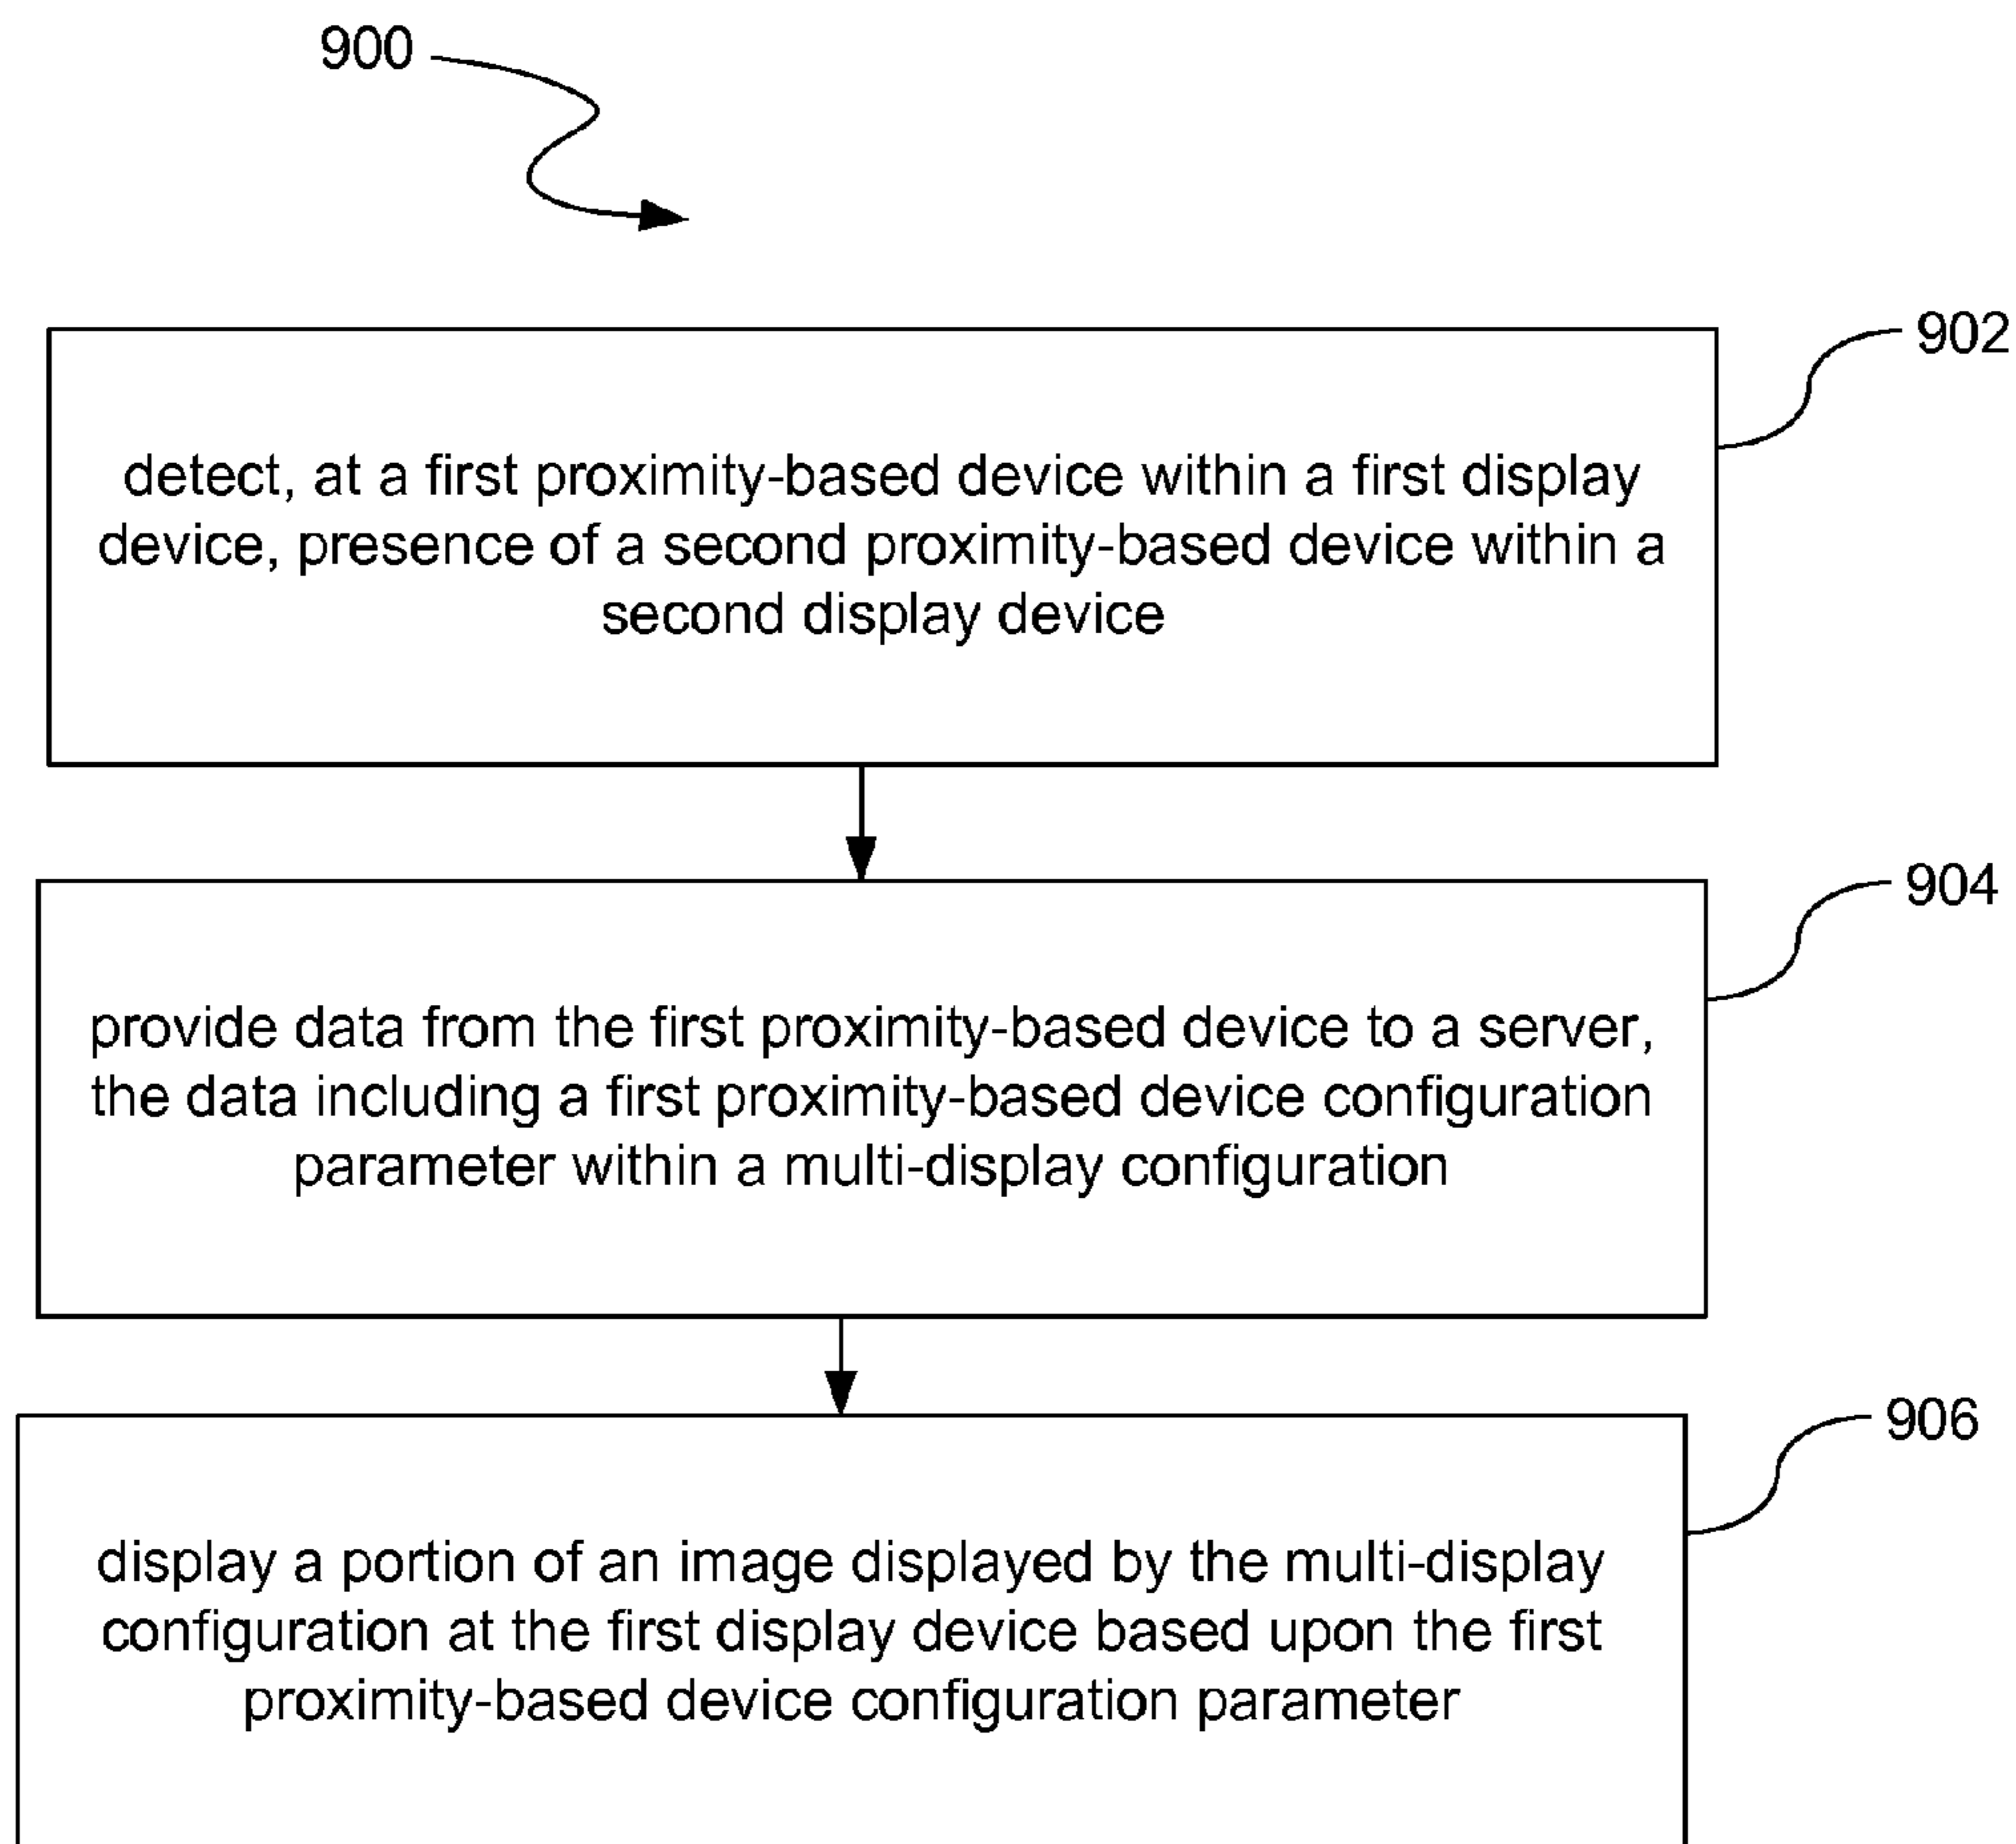 900
902
detect, at a first proximity-based device within a first display
device, presence of a second proximity-based device within a
second display device
904
provide data from the first proximity-based device to a server,
the data including a first proximity-based device configuration
parameter within a multi-display configuration
906
display a portion of an image displayed by the multi-display
configuration at the first display device based upon the first
proximity-based device configuration parameter